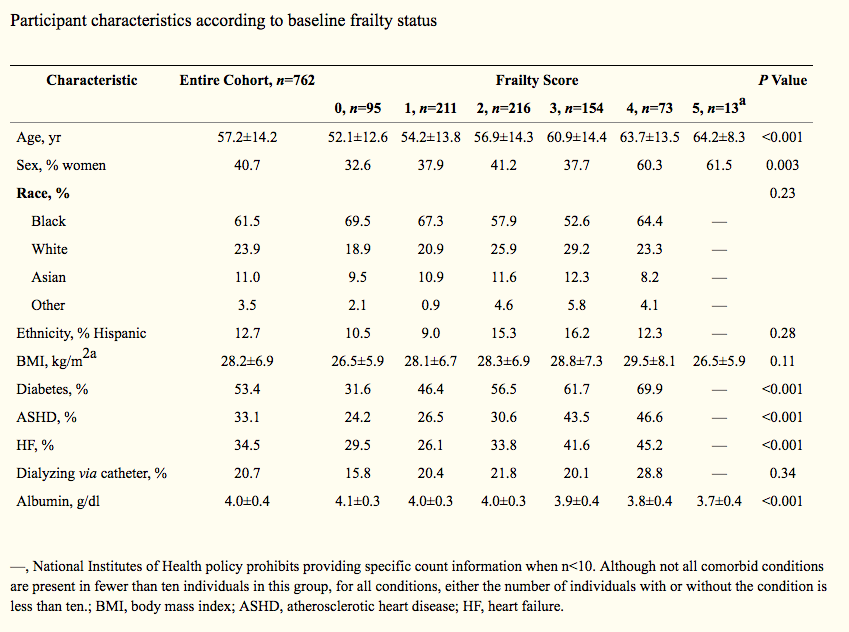 Participant characteristics according to baseline frailty status
Characteristic Entire Cohort, n=762 Frailty Score P Value
0, n=95 1, n=211 2, n=216 3, n=154 4, n=73 5, n=13a
Age, yr 57.2±14.2 52.1±12.6 54.2±13.8 56.9±14.3 60.9±14.4 63.7±13.5 64.2±8.3 <0.001
Sex, % women 40.7 32.6 37.9 41.2 37.7 60.3 61.5 0.003
Race, % 0.23
Black 61.5 69.5 67.3 57.9 52.6 64.4 —
White 23.9 18.9 20.9 25.9 29.2 23.3 —
Asian 11.0 9.5 10.9 11.6 12.3 8.2 —
Other 3.5 2.1 0.9 4.6 5.8 4.1 —
Ethnicity, % Hispanic 12.7 10.5 9.0 15.3 16.2 12.3 — 0.28
BMI, kg/m2a 28.2±6.9 26.5±5.9 28.1±6.7 28.3±6.9 28.8±7.3 29.5±8.1 26.5±5.9 0.11
Diabetes, % 53.4 31.6 46.4 56.5 61.7 69.9 — <0.001
ASHD, % 33.1 24.2 26.5 30.6 43.5 46.6 — <0.001
HF, % 34.5 29.5 26.1 33.8 41.6 45.2 — <0.001
Dialyzing via catheter, % 20.7 15.8 20.4 21.8 20.1 28.8 — 0.34
Albumin, g/dl 4.0±0.4 4.1±0.3 4.0±0.3 4.0±0.3 3.9±0.4 3.8±0.4 3.7±0.4 <0.001
—, National Institutes of Health policy prohibits providing specific count information when n<10. Although not all comorbid conditions
are present in fewer than ten individuals in this group, for all conditions, either the number of individuals with or without the condition is
less than ten.; BMI, body mass index; ASHD, atherosclerotic heart disease; HF, heart failure.